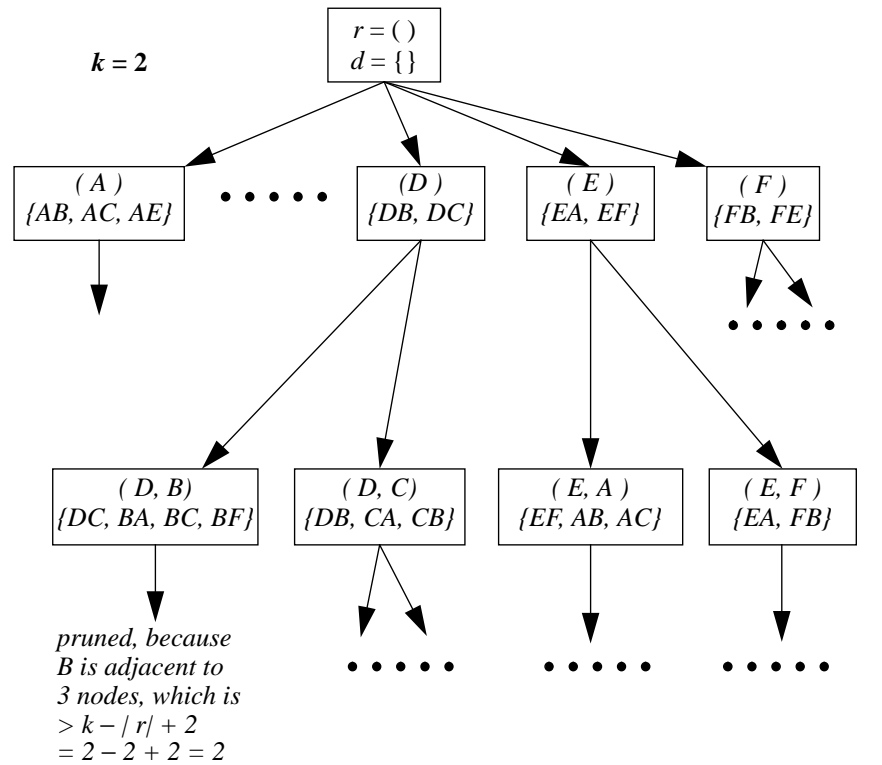 r = ( )
d = {}
k = 2
( A )
{AB, AC, AE}
(D)
{DB, DC}
( E )
{EA, EF}
( F )
{FB, FE}
( D, B)
{DC, BA, BC, BF}
( D, C)
{DB, CA, CB}
( E, A )
{EF, AB, AC}
( E, F )
{EA, FB}
pruned, because
B is adjacent to
3 nodes, which is
> k – | r| + 2
= 2 – 2 + 2 = 2